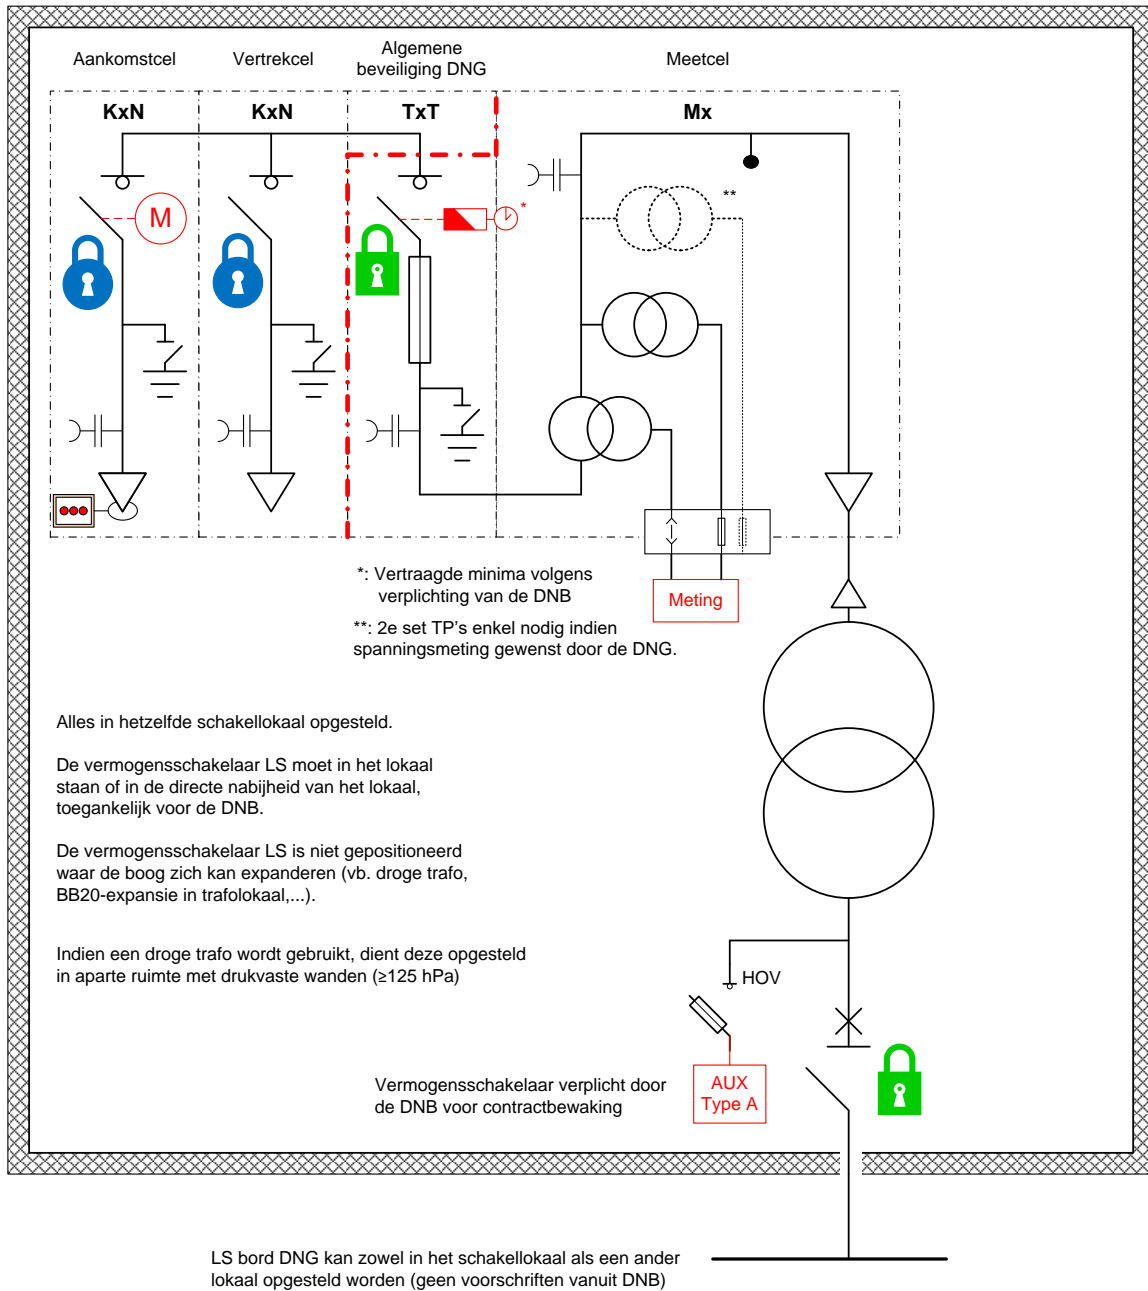 Aankomstcel
Vertrekcel
Algemene
beveiliging DNG
Meetcel
KxN
KxN
TxT
Mx
M
*
**
*: Vertraagde minima volgens
verplichting van de DNB
Meting
**: 2e set TP's enkel nodig indien
spanningsmeting gewenst door de DNG.
Alles in hetzelfde schakellokaal opgesteld.
De vermogensschakelaar LS moet in het lokaal
staan of in de directe nabijheid van het lokaal,
toegankelijk voor de DNB.
De vermogensschakelaar LS is niet gepositioneerd
waar de boog zich kan expanderen (vb. droge trafo,
BB20-expansie in trafolokaal,...).
Indien een droge trafo wordt gebruikt, dient deze opgesteld
in aparte ruimte met drukvaste wanden (≥125 hPa)
HOV
Vermogensschakelaar verplicht door
de DNB voor contractbewaking
AUX
Type A
LS bord DNG kan zowel in het schakellokaal als een ander
lokaal opgesteld worden (geen voorschriften vanuit DNB)